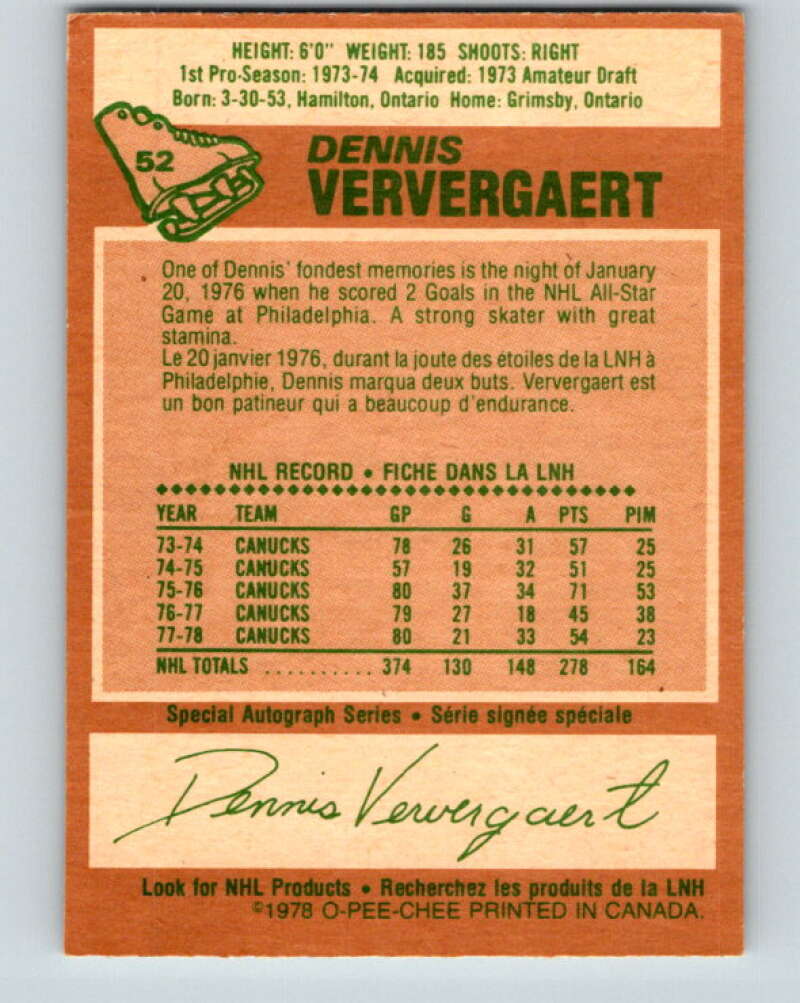 HEIGHT: 6'0" WEIGHT: 185 SHOOTS: RIGHT
1st Pro-Season: 1973-74 Acquired: 1973 Amateur Draft
Born: 3-30-53, Hamilton, Ontario Home: Grimsby, Ontario
52
DENNIS
VERVERGAERT
One of Dennis' fondest memories is the night of January
20, 1976 when he scored 2 Goals in the NHL All-Star
Game at Philadelphia. A strong skater with great
stamina.
Le 20 janvier 1976, durant la joute des étoiles de la LNH à
Philadelphie, Dennis marqua deux buts. Ververgaert est
un bon patineur qui a beaucoup d'endurance.
NHL RECORD • FICHE DANS LA LNH
YEAR TEAM GP G A PTS PIM
73-74 CANUCKS 78 26 31 57 25
74-75 CANUCKS 57 19 32 51 25
75-76 CANUCKS 80 37 34 71 53
76-77 CANUCKS 79 27 18 45 38
77-78 CANUCKS 80 21 33 54 23
NHL TOTALS .......... 374 130 148 278 164
Special Autograph Series • Série signée spéciale
Dennis Ververgaert
Look for NHL Products • Recherchez les produits de la LNH
©1978 O-PEE-CHEE PRINTED IN CANADA.